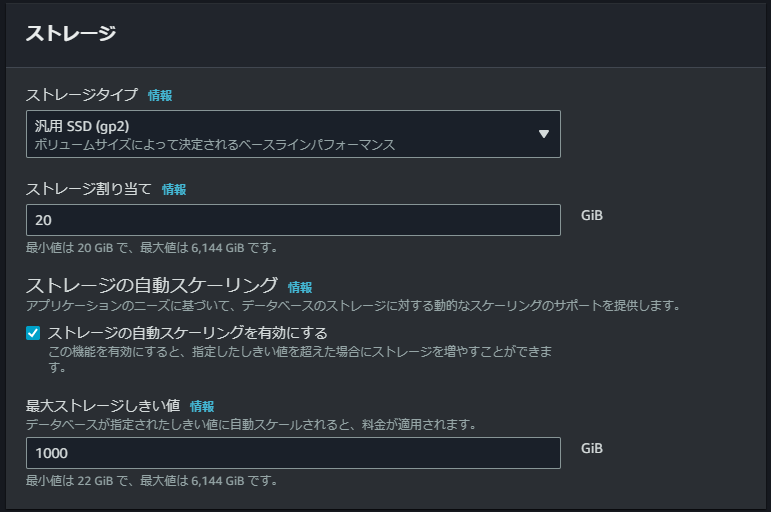 ストレージ
ストレージタイプ 情報
汎用 SSD (gp2)
ボリュームサイズによって決定されるベースラインパフォーマンス
ストレージ割り当て 情報
20 GiB
最小値は 20 GiB で、最大値は 6,144 GiB です。
ストレージの自動スケーリング 情報
アプリケーションのニーズに基づいて、データベースのストレージに対する動的なスケーリングのサポートを提供します。
ストレージの自動スケーリングを有効にする
この機能を有効にすると、指定したしきい値を超えた場合にストレージを増やすことができま
す。
最大ストレージしきい値 情報
データベースが指定されたしきい値に自動スケールされると、料金が適用されます。
1000 GiB
最小値は 22 GiB で、最大値は 6,144 GiB です。